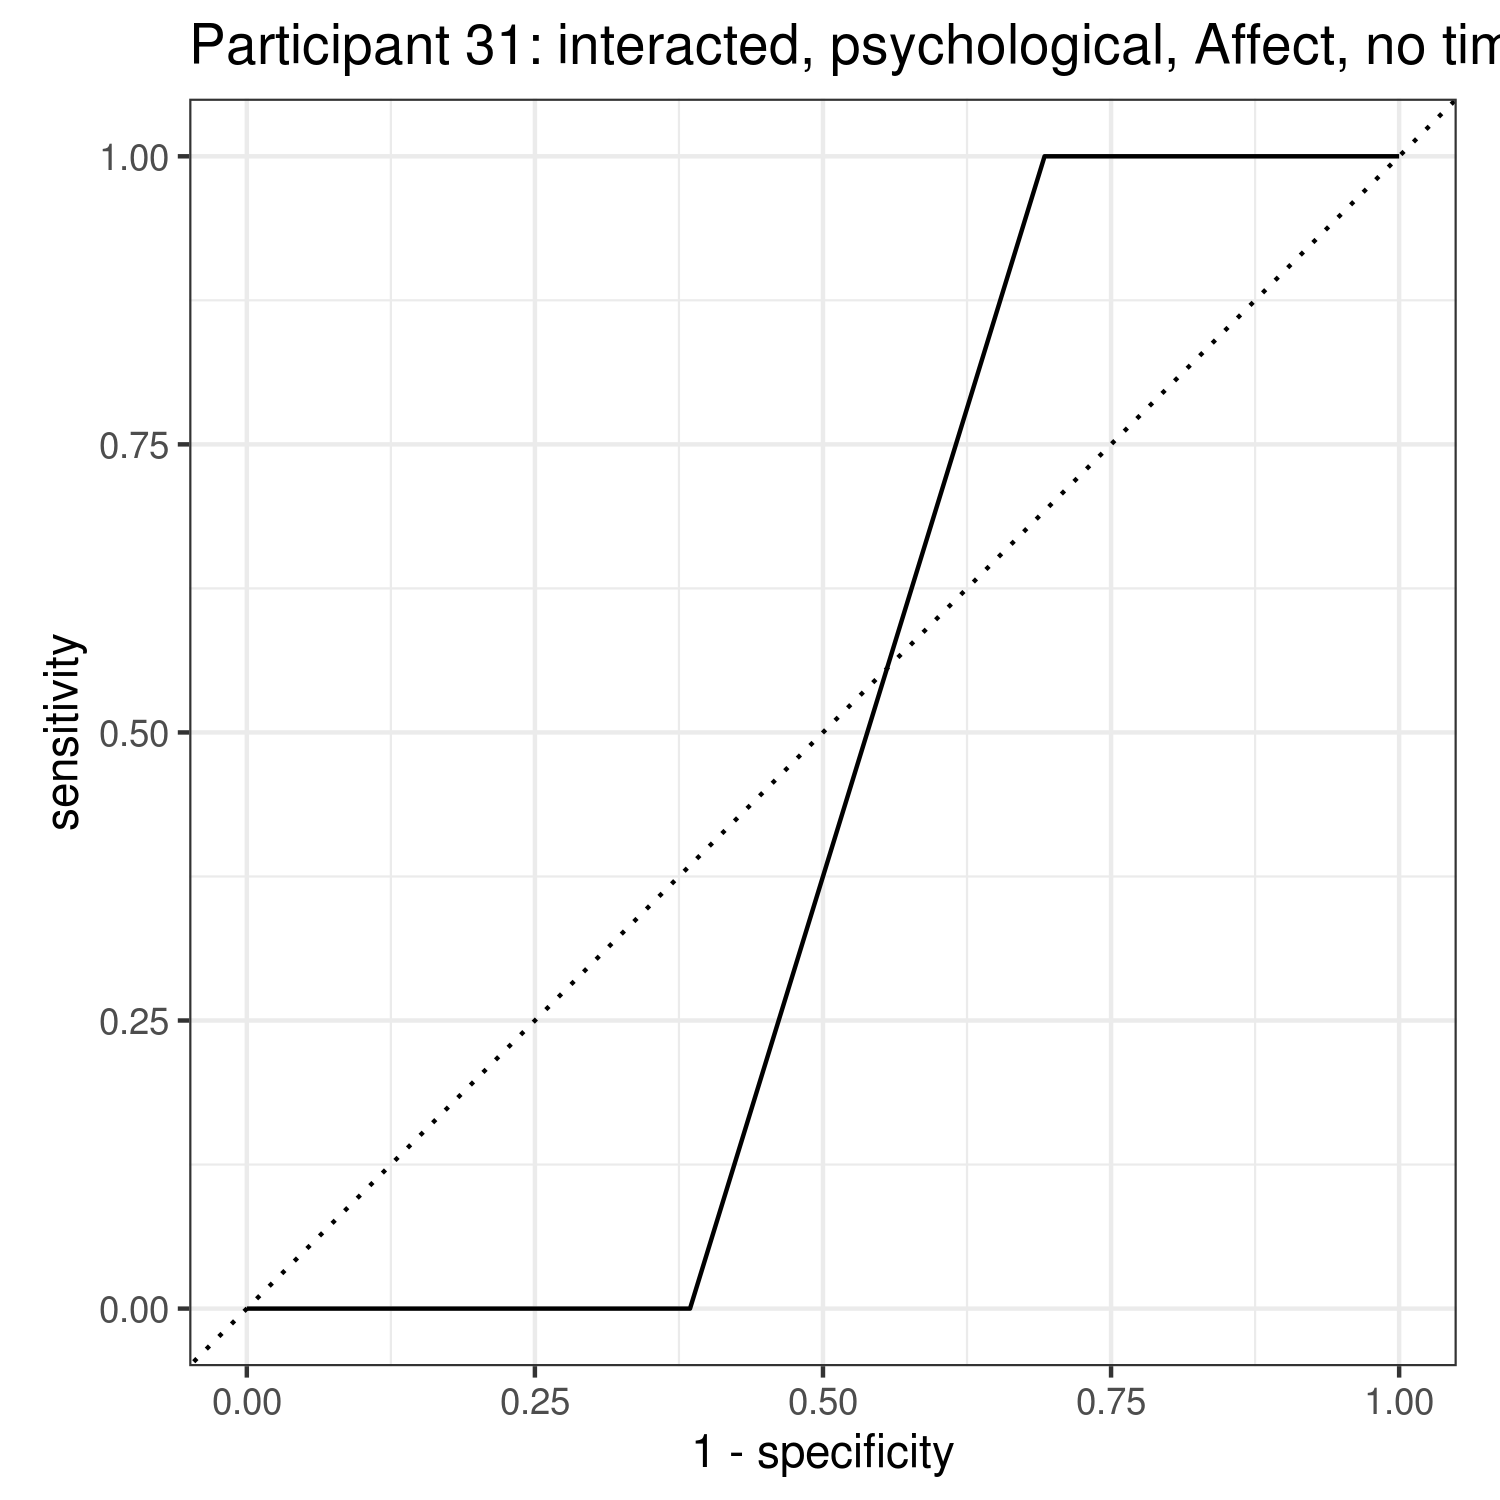 Participant 31: interacted, psychological, Affect, no tim
1.00
0.75
0.50
0.25
0.00
sensitivity
0.00 0.25 0.50 0.75 1.00
1 - specificity